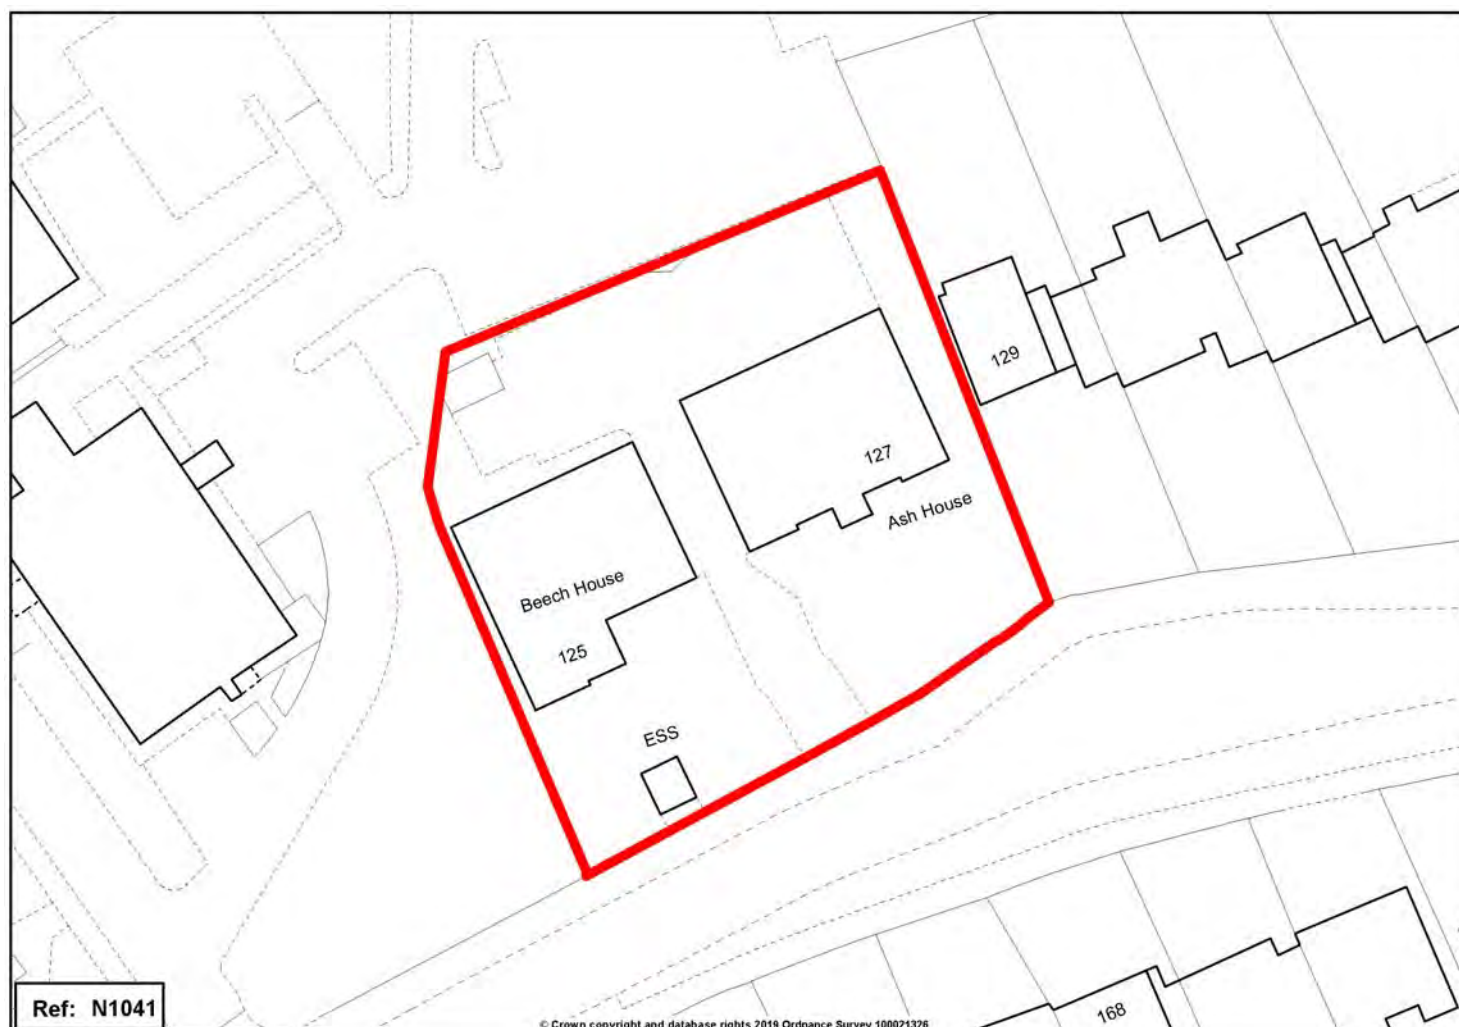 129
127
Ash House
Beech House
125
ESS
168
Ref: N1041
© Crown copyright and database rights 2019 Ordnance Survey 100021326